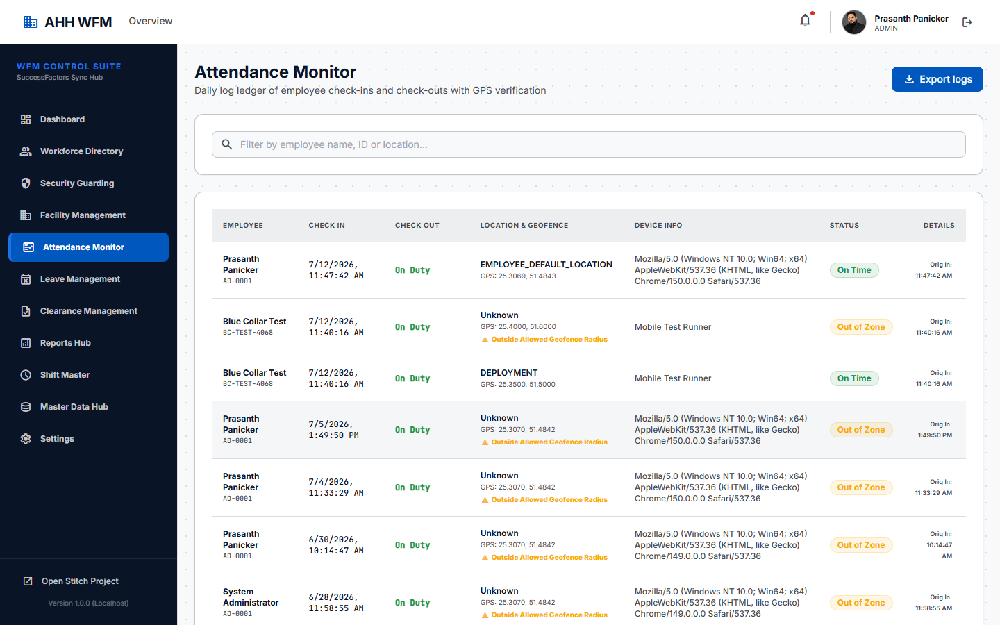 AHH WFM
Overview
Prasanth Panicker
ADMIN
WFM CONTROL SUITE
SuccessFactors Sync Hub
Dashboard
Workforce Directory
Security Guarding
Facility Management
Attendance Monitor
Leave Management
Clearance Management
Reports Hub
Shift Master
Master Data Hub
Settings
Open Stitch Project
Version 1.0.0 (Localhost)
Attendance Monitor
Daily log ledger of employee check-ins and check-outs with GPS verification
Export logs
Filter by employee name, ID or location...
EMPLOYEE CHECK IN CHECK OUT LOCATION & GEOFENCE DEVICE INFO STATUS DETAILS
Prasanth
Panicker
AD-0001
7/12/2026,
11:47:42 AM
On Duty
EMPLOYEE_DEFAULT_LOCATION
GPS: 25.3069, 51.4843
Mozilla/5.0 (Windows NT 10.0; Win64; x64)
AppleWebKit/537.36 (KHTML, like Gecko)
Chrome/150.0.0.0 Safari/537.36
On Time
Orig In:
11:47:42 AM
Blue Collar Test
BC-TEST-4068
7/12/2026,
11:40:16 AM
On Duty
Unknown
GPS: 25.4000, 51.6000
Outside Allowed Geofence Radius
Mobile Test Runner
Out of Zone
Orig In:
11:40:16 AM
Blue Collar Test
BC-TEST-4068
7/12/2026,
11:40:16 AM
On Duty
DEPLOYMENT
GPS: 25.3500, 51.5000
Mobile Test Runner
On Time
Orig In:
11:40:16 AM
Prasanth
Panicker
AD-0001
7/5/2026,
1:49:50 PM
On Duty
Unknown
GPS: 25.3070, 51.4842
Outside Allowed Geofence Radius
Mozilla/5.0 (Windows NT 10.0; Win64; x64)
AppleWebKit/537.36 (KHTML, like Gecko)
Chrome/150.0.0.0 Safari/537.36
Out of Zone
Orig In:
1:49:50 PM
Prasanth
Panicker
AD-0001
7/4/2026,
11:33:29 AM
On Duty
Unknown
GPS: 25.3070, 51.4842
Outside Allowed Geofence Radius
Mozilla/5.0 (Windows NT 10.0; Win64; x64)
AppleWebKit/537.36 (KHTML, like Gecko)
Chrome/150.0.0.0 Safari/537.36
Out of Zone
Orig In:
11:33:29 AM
Prasanth
Panicker
AD-0001
6/30/2026,
10:14:47 AM
On Duty
Unknown
GPS: 25.3070, 51.4842
Outside Allowed Geofence Radius
Mozilla/5.0 (Windows NT 10.0; Win64; x64)
AppleWebKit/537.36 (KHTML, like Gecko)
Chrome/149.0.0.0 Safari/537.36
Out of Zone
Orig In:
10:14:47
AM
System
Administrator
AD-0001
6/28/2026,
11:58:55 AM
On Duty
Unknown
GPS: 25.3070, 51.4842
Outside Allowed Geofence Radius
Mozilla/5.0 (Windows NT 10.0; Win64; x64)
AppleWebKit/537.36 (KHTML, like Gecko)
Chrome/149.0.0.0 Safari/537.36
Out of Zone
Orig In:
11:58:55 AM